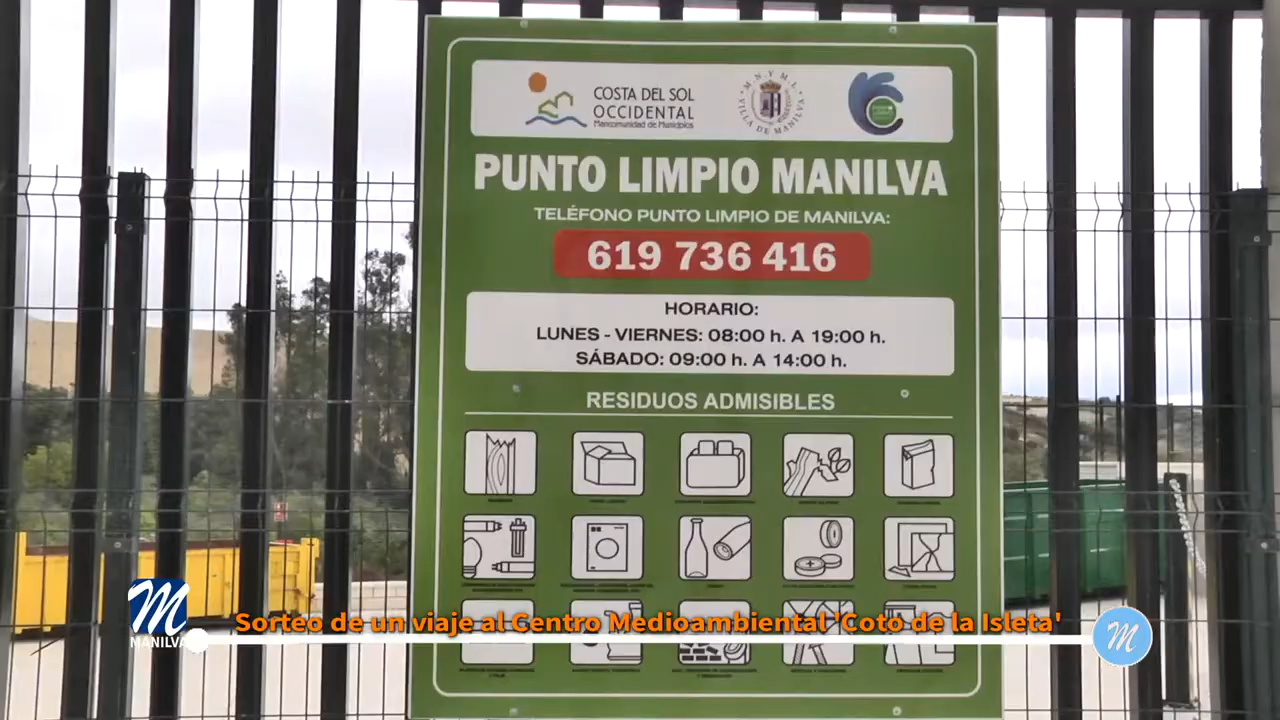 COSTA DEL SOL
OCCIDENTAL
Mancomunidad de Municipios
VILLA DE MANILVA
PUNTO LIMPIO MANILVA
TELÉFONO PUNTO LIMPIO DE MANILVA:
619 736 416
HORARIO:
LUNES - VIERNES: 08:00 h. A 19:00 h.
SÁBADO: 09:00 h. A 14:00 h.
RESIDUOS ADMISIBLES
Sorteo de un viaje al Centro Medioambiental 'Coto de la Isleta'
M
MANILVA
M